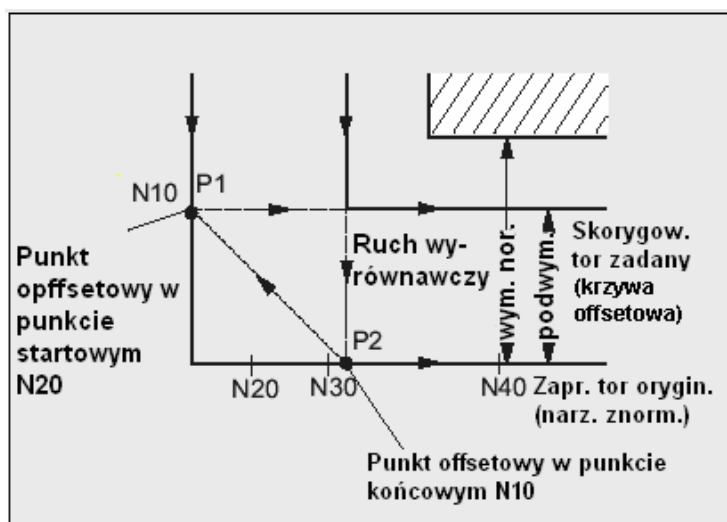 N10
P1
Punkt
opffsetowy w
punkcie
startowym
N20
Ruch wy-
równawczy
P2
N20
N30
N40
wym. nor.
podwym.
Skorygow.
tor zadany
(krzywa
offsetowa)
Zapr. tor orygin.
(narz. znorm.)
Punkt offsetowy w punkcie
końcowym N10